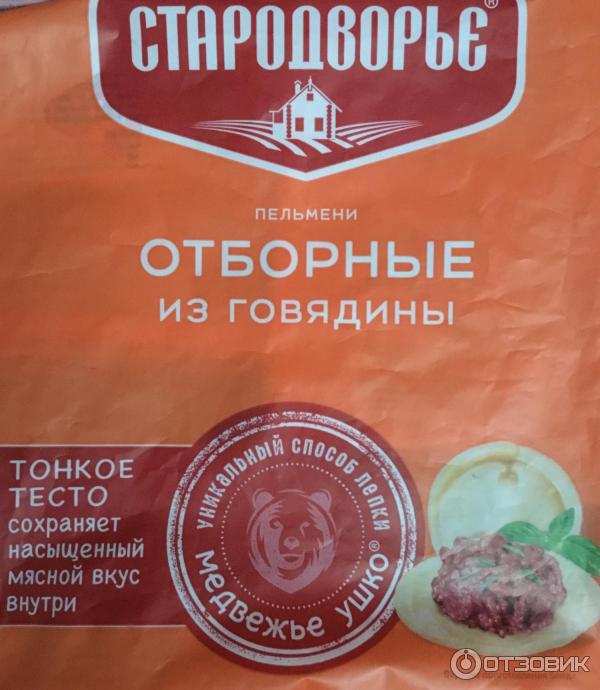 СТАРОДВОРЬЕ®
ПЕЛЬМЕНИ
ОТБОРНЫЕ
ИЗ ГОВЯДИНЫ
ТОНКОЕ
ТЕСТО
сохраняет
насыщенный
мясной вкус
внутри
УНИКАЛЬНЫЙ СПОСОБ ЛЕПКИ
МЕДВЕЖЬЕ УШКО®
ОТЗОВИК